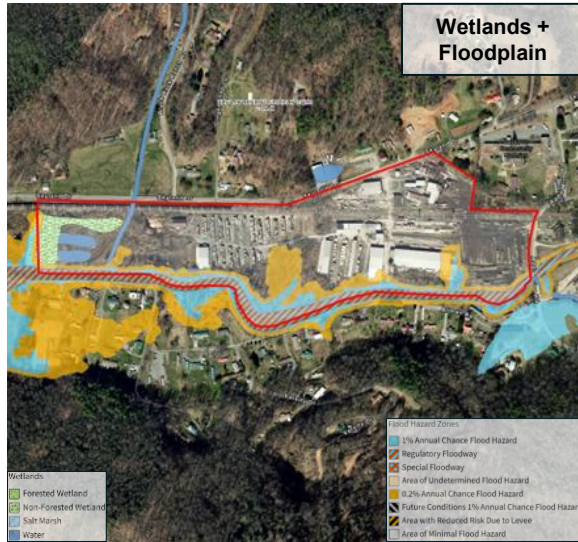 Wetlands +
Floodplain
Wetlands
Forested Wetland
Non-Forested Wetland
Salt Marsh
Water
Flood Hazard Zones
1% Annual Chance Flood Hazard
Regulatory Floodway
Special Floodway
Area of Undetermined Flood Hazard
0.2% Annual Chance Flood Hazard
Future Conditions 1% Annual Chance Flood Hazar
Area with Reduced Risk Due to Levee
Area of Minimal Flood Hazard